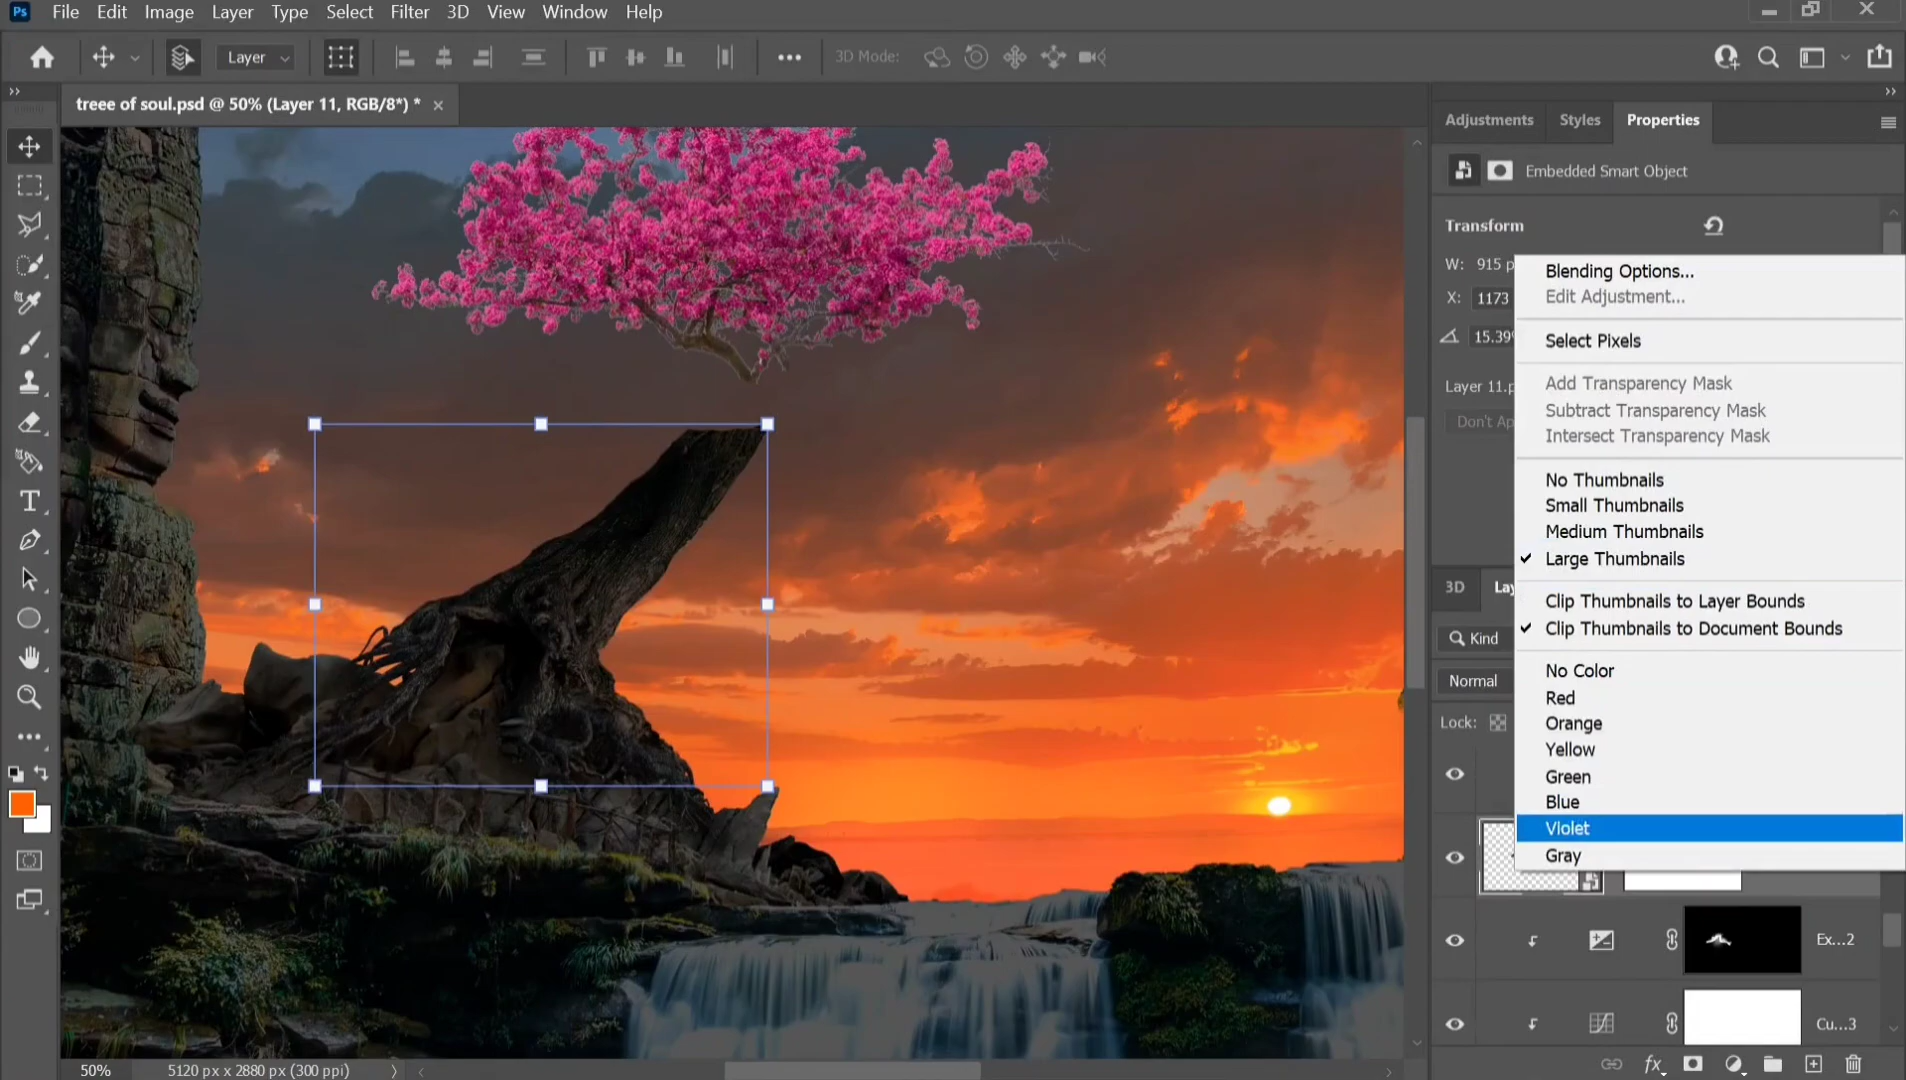 Ps File Edit Image Layer Type Select Filter 3D View Window Help
Layer 3D Mode:
treee of soul.psd @ 50% (Layer 11, RGB/8*) *
Adjustments Styles Properties
Embedded Smart Object
Transform
W: 915 p
X: 1173
15.39°
Layer 11.p
Don't Ap
Blending Options...
Edit Adjustment...
Select Pixels
Add Transparency Mask
Subtract Transparency Mask
Intersect Transparency Mask
No Thumbnails
Small Thumbnails
Medium Thumbnails
Large Thumbnails
Clip Thumbnails to Layer Bounds
Clip Thumbnails to Document Bounds
No Color
Red
Orange
Yellow
Green
Blue
Violet
Gray
3D Lay
Kind
Normal
Lock:
Ex...2
Cu...3
fx
50% 5120 px x 2880 px (300 ppi)